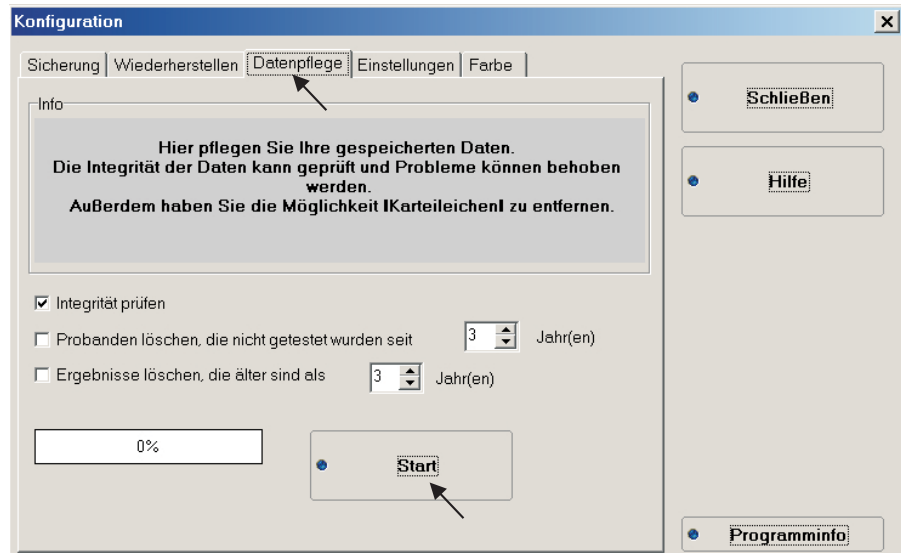 Konfiguration
Sicherung Wiederherstellen Datenpflege Einstellungen Farbe
Info
Hier pflegen Sie Ihre gespeicherten Daten.
Die Integrität der Daten kann geprüft und Probleme können behoben
werden.
Außerdem haben Sie die Möglichkeit |Karteileichen| zu entfernen.
Integrität prüfen
Probanden löschen, die nicht getestet wurden seit 3 Jahr(en)
Ergebnisse löschen, die älter sind als 3 Jahr(en)
0%
Start
Schließen
Hilfe
Programminfo